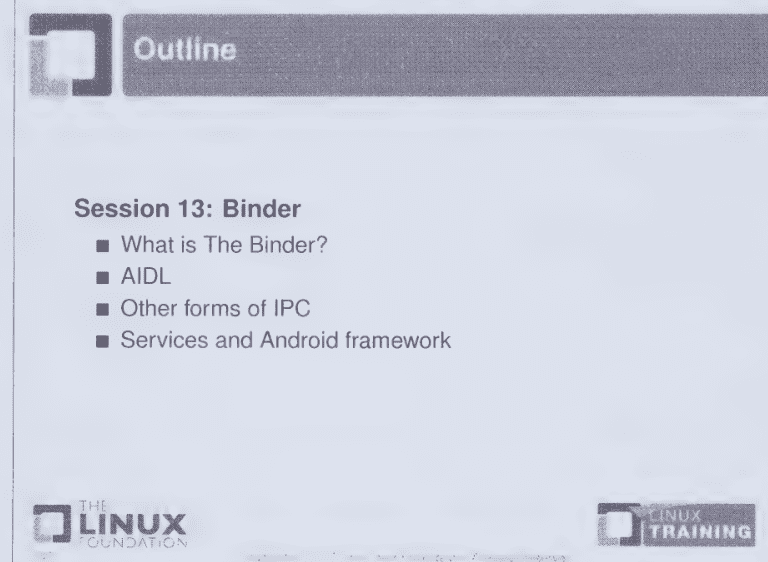 Outline
Session 13: Binder
■ What is The Binder?
■ AIDL
■ Other forms of IPC
■ Services and Android framework
THE
LINUX
FOUNDATION
LINUX
TRAINING